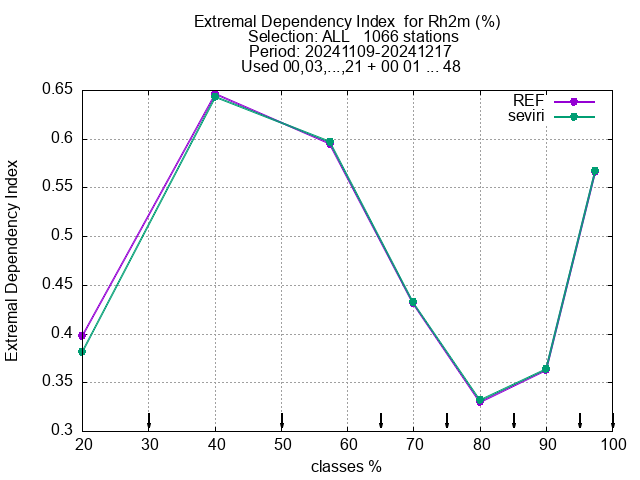 Extremal Dependency Index  for Rh2m (%)
Selection: ALL   1066 stations
Period: 20241109-20241217
Used 00,03,...,21 + 00 01 ... 48
REF
seviri
0.65
0.6
0.55
0.5
0.45
0.4
0.35
0.3
Extremal Dependency Index
20 30 40 50 60 70 80 90 100
classes %